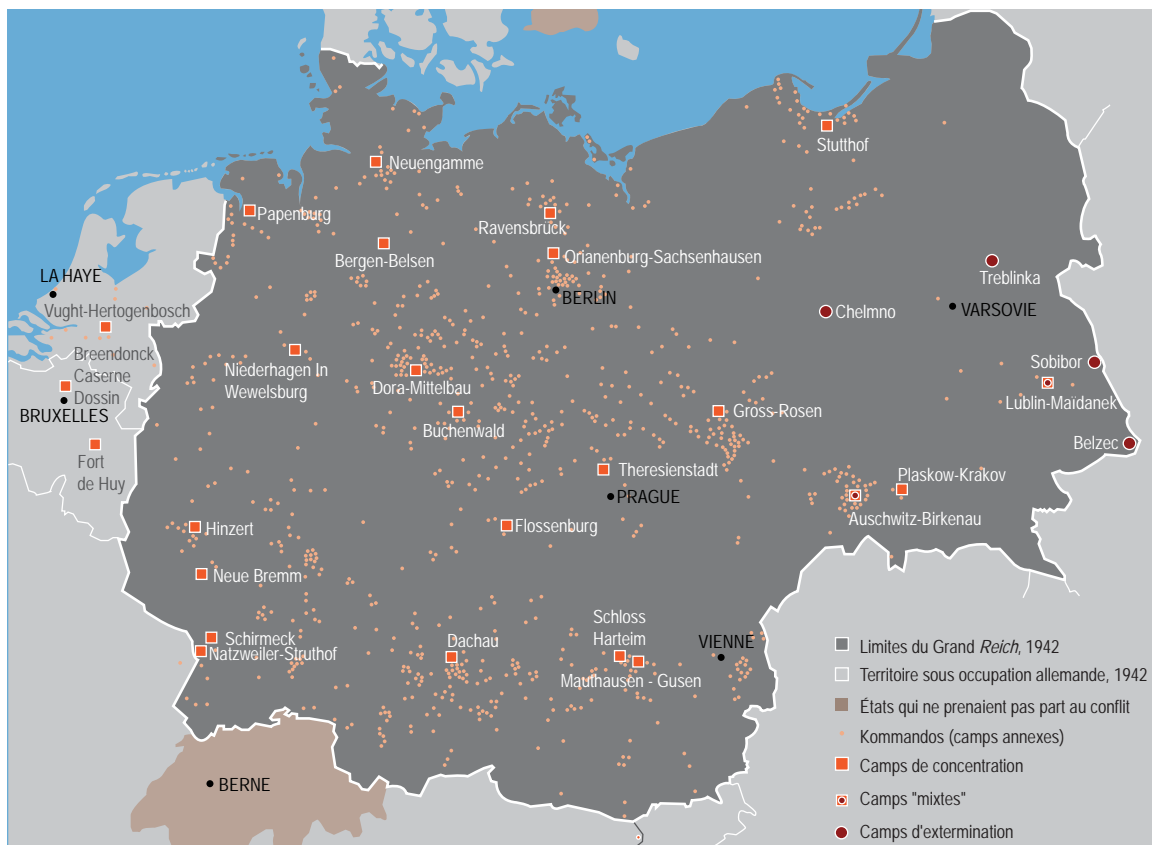 Stutthof
Neuengamme
Papenburg
Ravensbrück
Bergen-Belsen
Orianenburg-Sachsenhausen
LA HAYE
Treblinka
BERLIN
Vught-Hertogenbosch
Chelmno
VARSOVIE
Breendonck
Caserne
Dossin
BRUXELLES
Niederhagen In
Wewelsburg
Dora-Mittelbau
Sobibor
Lublin-Maïdanek
Gross-Rosen
Buchenwald
Belzec
Fort
de Huy
Theresienstadt
Plaskow-Krakov
PRAGUE
Auschwitz-Birkenau
Hinzert
Flossenburg
Neue Bremm
Schirmeck
Natzweiler-Struthof
Dachau
Schloss
Harteim
VIENNE
Mauthausen - Gusen
BERNE
Limites du Grand Reich, 1942
Territoire sous occupation allemande, 1942
États qui ne prenaient pas part au conflit
Kommandos (camps annexes)
Camps de concentration
Camps "mixtes"
Camps d'extermination